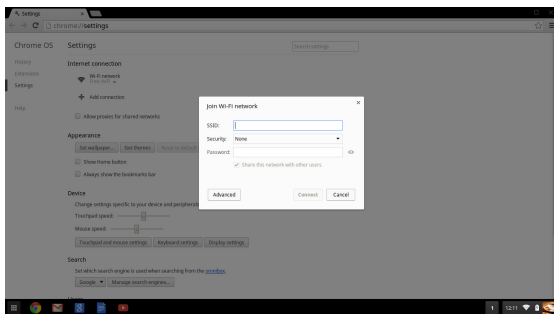 Settings
chrome://settings
Chrome OS
Settings
Search settings
History
Extensions
Settings
Help
Internet connection
Wi-Fi network
Add connection
Allow proxies for shared networks
Appearance
Set wallpaper...
Get themes
Show Home button
Always show the bookmarks bar
Device
Change settings specific to your device and peripherals
Touchpad speed:
Mouse speed:
Touchpad and mouse settings
Keyboard settings
Display settings
Search
Set which search engine is used when searching from the omnibox.
Google
Manage search engines...
Join Wi-Fi network
SSID:
Security: None
Password:
Share this network with other users
Advanced
Connect
Cancel
1
12:11